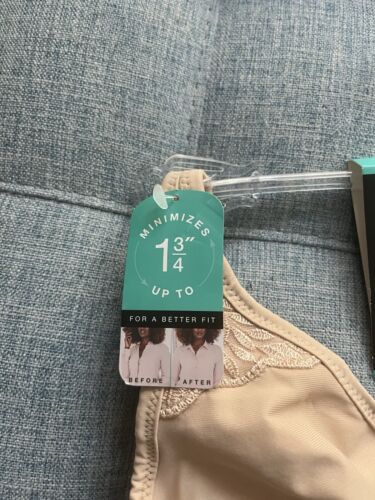 MINIMIZES
1 3/4"
UP TO
FOR A BETTER FIT
BEFORE AFTER